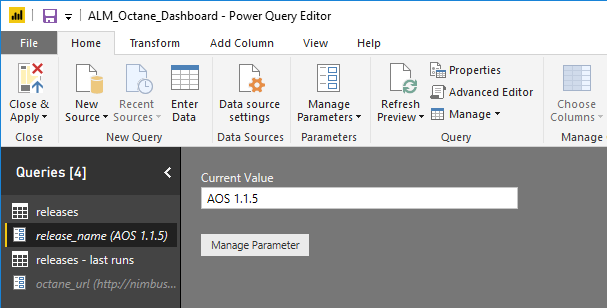 ALM_Octane_Dashboard - Power Query Editor
File Home Transform Add Column View Help
Close & Apply
New Source
Recent Sources
Enter Data
Data source settings
Manage Parameters
Refresh Preview
Properties
Advanced Editor
Manage
Choose Columns
Close New Query Data Sources Parameters Query Manage
Queries [4]
releases
release_name (AOS 1.1.5)
releases - last runs
octane_url (http://nimbus...
Current Value
AOS 1.1.5
Manage Parameter